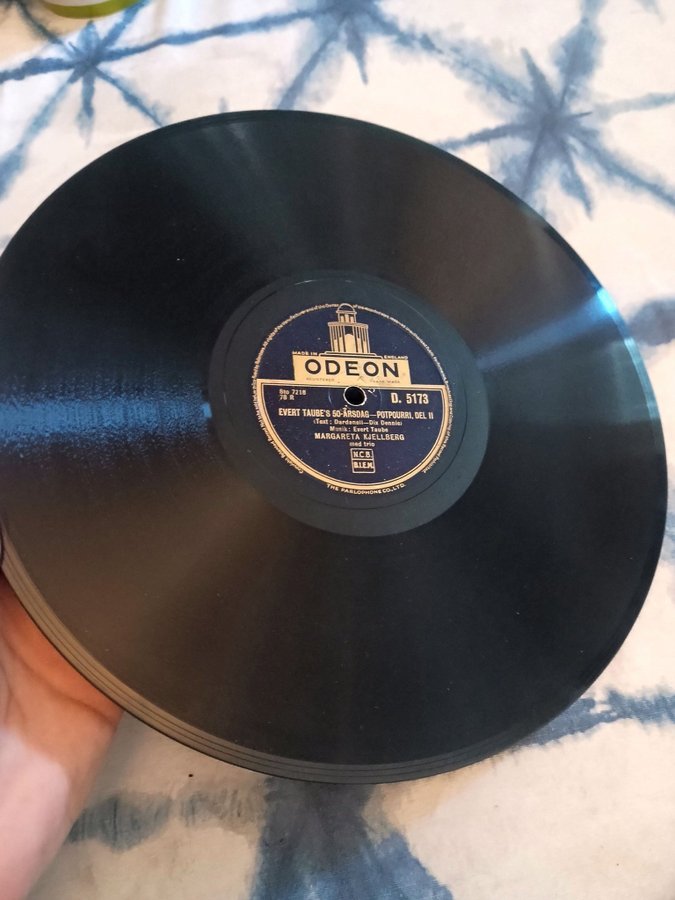 MADE IN ENGLAND
ODEON
REGISTERED TRADE MARK
Sto 7218
78 R
D. 5173
EVERT TAUBE'S 50-ÅRSDAG—POTPOURRI, DEL II
(Text: Dardanell—Dix Dennie)
Musik: Evert Taube
MARGARETA KJELLBERG
med trio
N.C.B.
B.I.E.M.
THE PARLOPHONE CO., LTD.